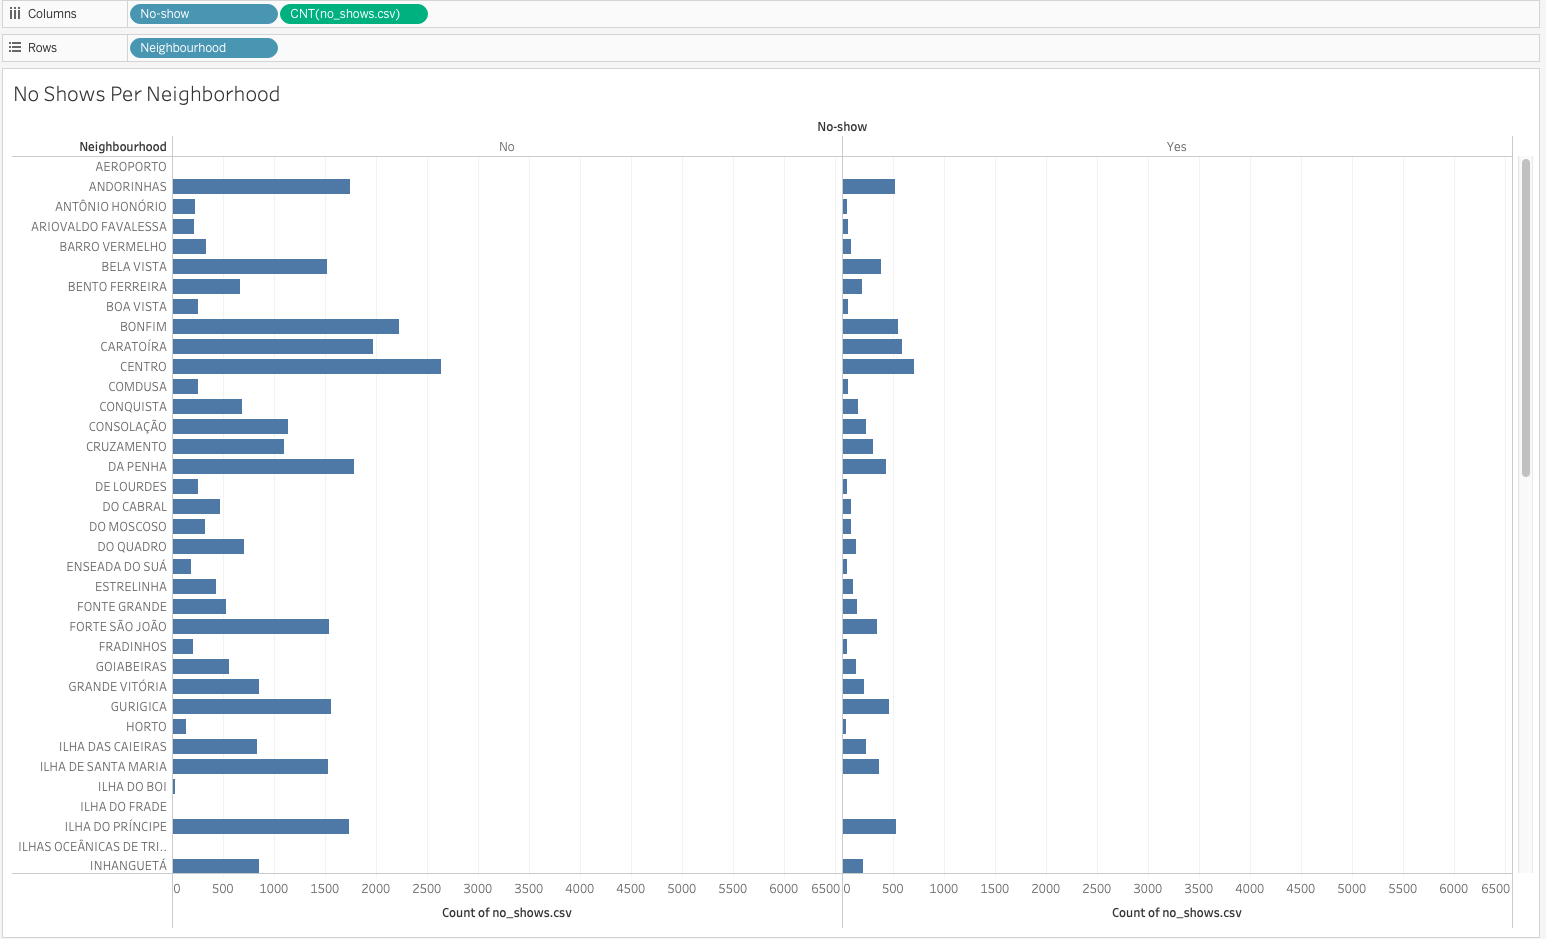 Columns No-show CNT(no_shows.csv)
Rows Neighbourhood
No Shows Per Neighborhood
No-show
Neighbourhood No Yes
AEROPORTO
ANDORINHAS
ANTÔNIO HONÓRIO
ARIOVALDO FAVALESSA
BARRO VERMELHO
BELA VISTA
BENTO FERREIRA
BOA VISTA
BONFIM
CARATOÍRA
CENTRO
COMDUSA
CONQUISTA
CONSOLAÇÃO
CRUZAMENTO
DA PENHA
DE LOURDES
DO CABRAL
DO MOSCOSO
DO QUADRO
ENSEADA DO SUÁ
ESTRELINHA
FONTE GRANDE
FORTE SÃO JOÃO
FRADINHOS
GOIABEIRAS
GRANDE VITÓRIA
GURIGICA
HORTO
ILHA DAS CAIEIRAS
ILHA DE SANTA MARIA
ILHA DO BOI
ILHA DO FRADE
ILHA DO PRÍNCIPE
ILHAS OCEÂNICAS DE TRI..
INHANGUETÁ
0 500 1000 1500 2000 2500 3000 3500 4000 4500 5000 5500 6000 6500 0 500 1000 1500 2000 2500 3000 3500 4000 4500 5000 5500 6000 6500
Count of no_shows.csv Count of no_shows.csv